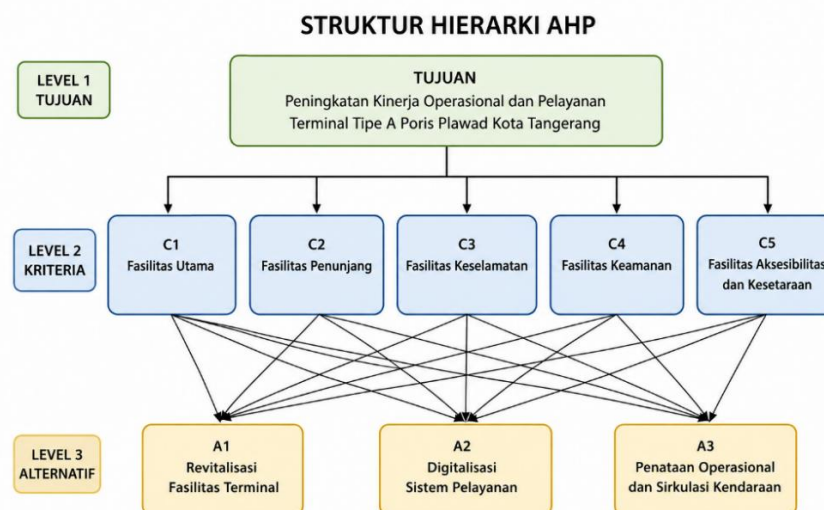 STRUKTUR HIERARKI AHP
LEVEL 1
TUJUAN
TUJUAN
Peningkatan Kinerja Operasional dan Pelayanan
Terminal Tipe A Poris Plawad Kota Tangerang
LEVEL 2
KRITERIA
C1
Fasilitas Utama
C2
Fasilitas Penunjang
C3
Fasilitas Keselamatan
C4
Fasilitas Keamanan
C5
Fasilitas Aksesibilitas
dan Kesetaraan
LEVEL 3
ALTERNATIF
A1
Revitalisasi
Fasilitas Terminal
A2
Digitalisasi
Sistem Pelayanan
A3
Penataan Operasional
dan Sirkulasi Kendaraan